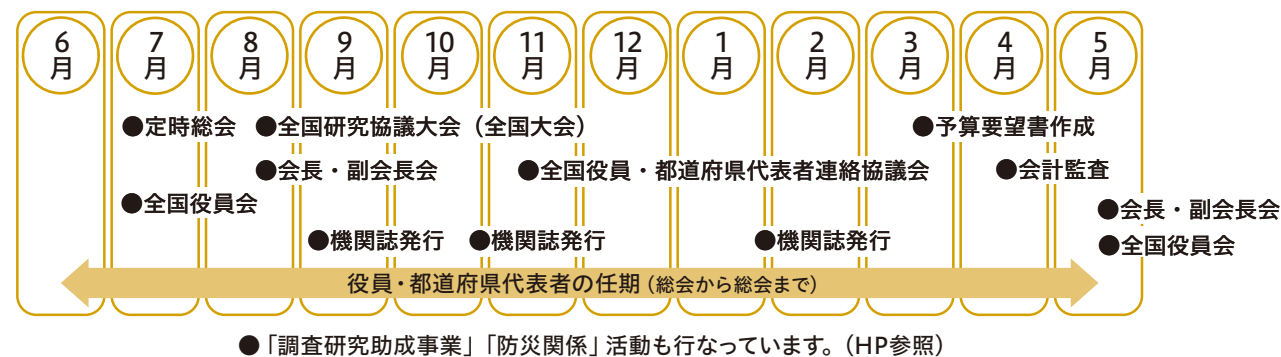 6月 7月 8月 9月 10月 11月 12月 1月 2月 3月 4月 5月
●定時総会 ●全国研究協議大会（全国大会） ●予算要望書作成
●会長・副会長会 ●全国役員・都道府県代表者連絡協議会 ●会計監査
●全国役員会 ●会長・副会長会
●機関誌発行 ●機関誌発行 ●機関誌発行 ●全国役員会
役員・都道府県代表者の任期（総会から総会まで）
●「調査研究助成事業」「防災関係」活動も行なっています。（HP参照）